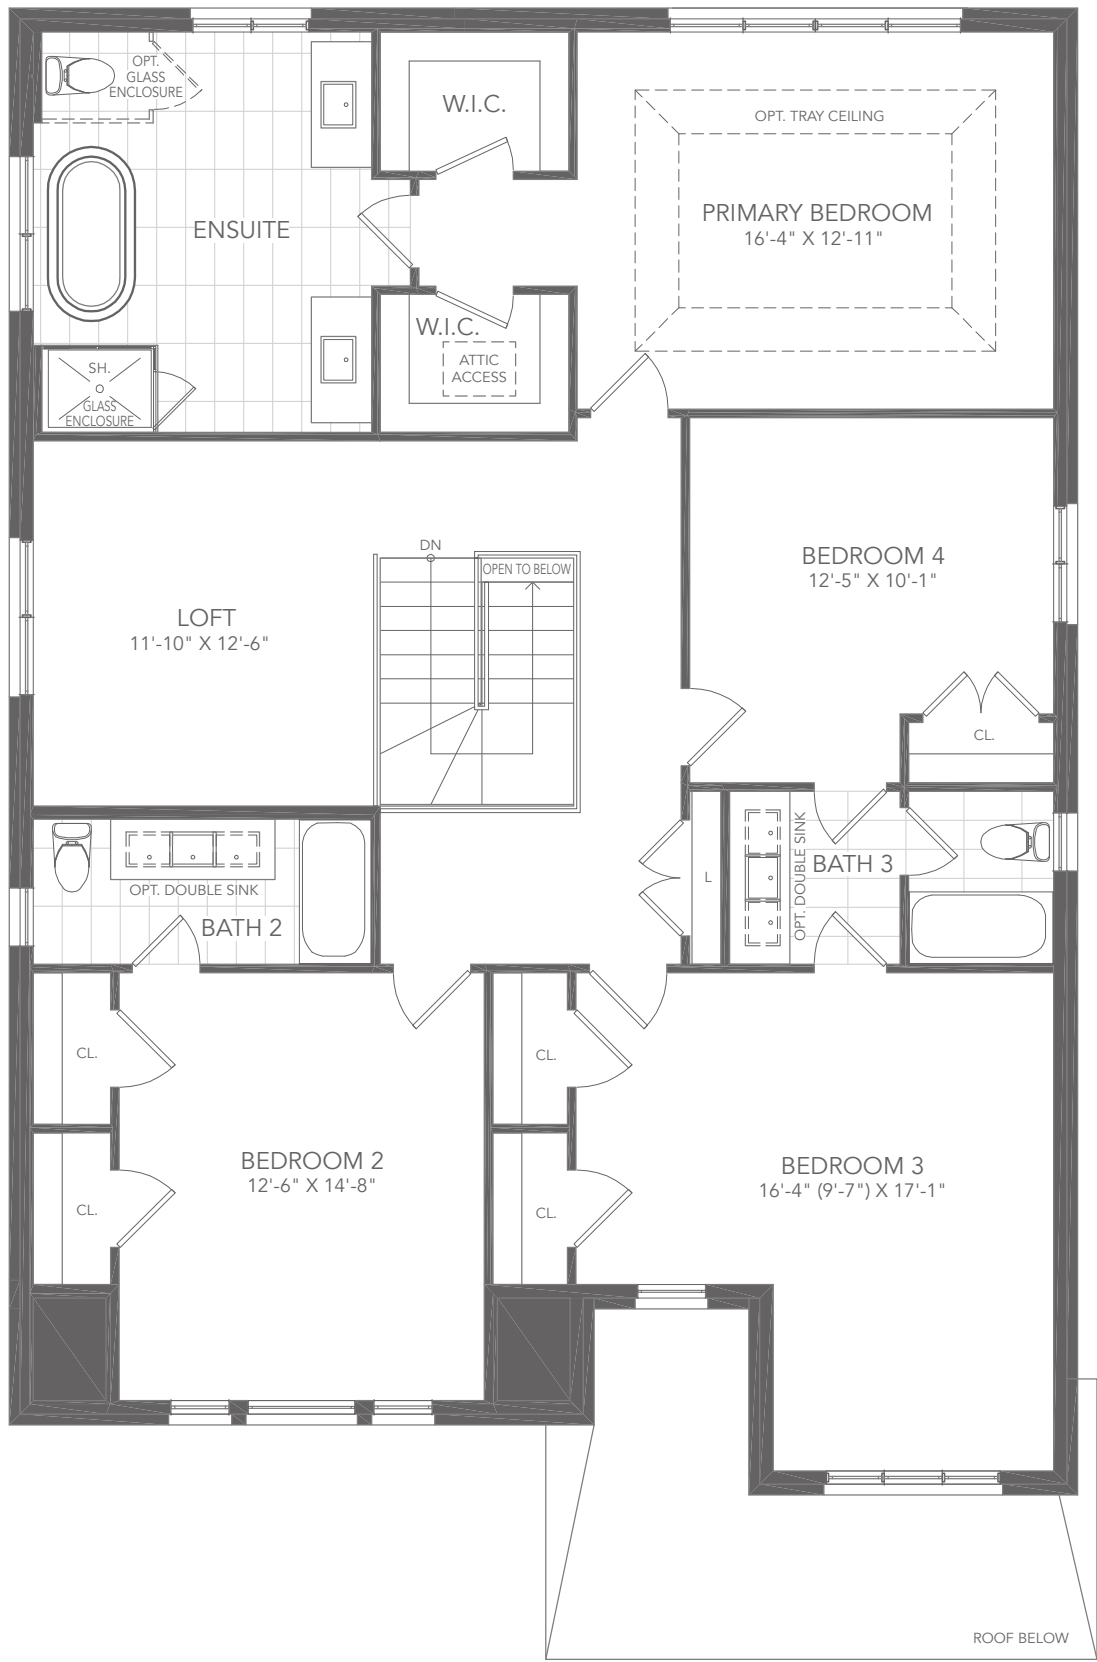 OPT.
GLASS
ENCLOSURE
W.I.C.
OPT. TRAY CEILING
ENSUITE
PRIMARY BEDROOM
16'-4" X 12'-11"
W.I.C.
ATTIC
ACCESS
SH.
GLASS
ENCLOSURE
DN
OPEN TO BELOW
BEDROOM 4
12'-5" X 10'-1"
LOFT
11'-10" X 12'-6"
CL.
OPT. DOUBLE SINK
BATH 2
L
OPT. DOUBLE SINK
BATH 3
CL.
CL.
CL.
CL.
BEDROOM 2
12'-6" X 14'-8"
BEDROOM 3
16'-4" (9'-7") X 17'-1"
ROOF BELOW